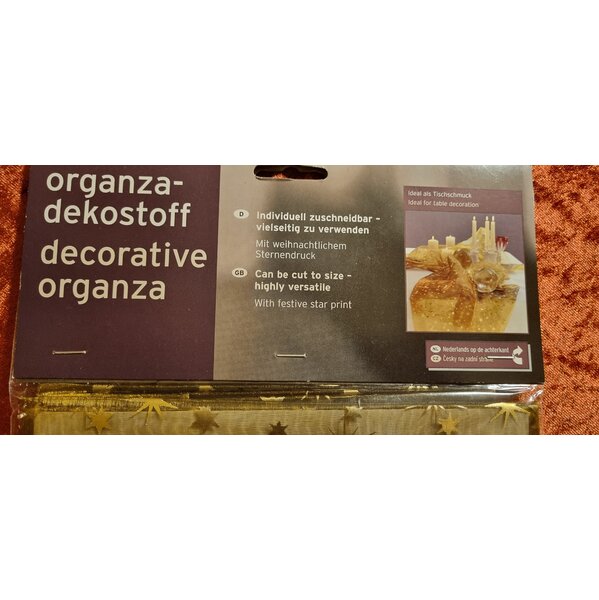 organza-
dekostoff
decorative
organza
D
Individuell zuschneidbar –
vielseitig zu verwenden
Mit weihnachtlichem
Sternendruck
GB
Can be cut to size –
highly versatile
With festive star print
Ideal als Tischschmuck
Ideal for table decoration
NL Nederlands op de achterkant
CZ Česky na zadní straně